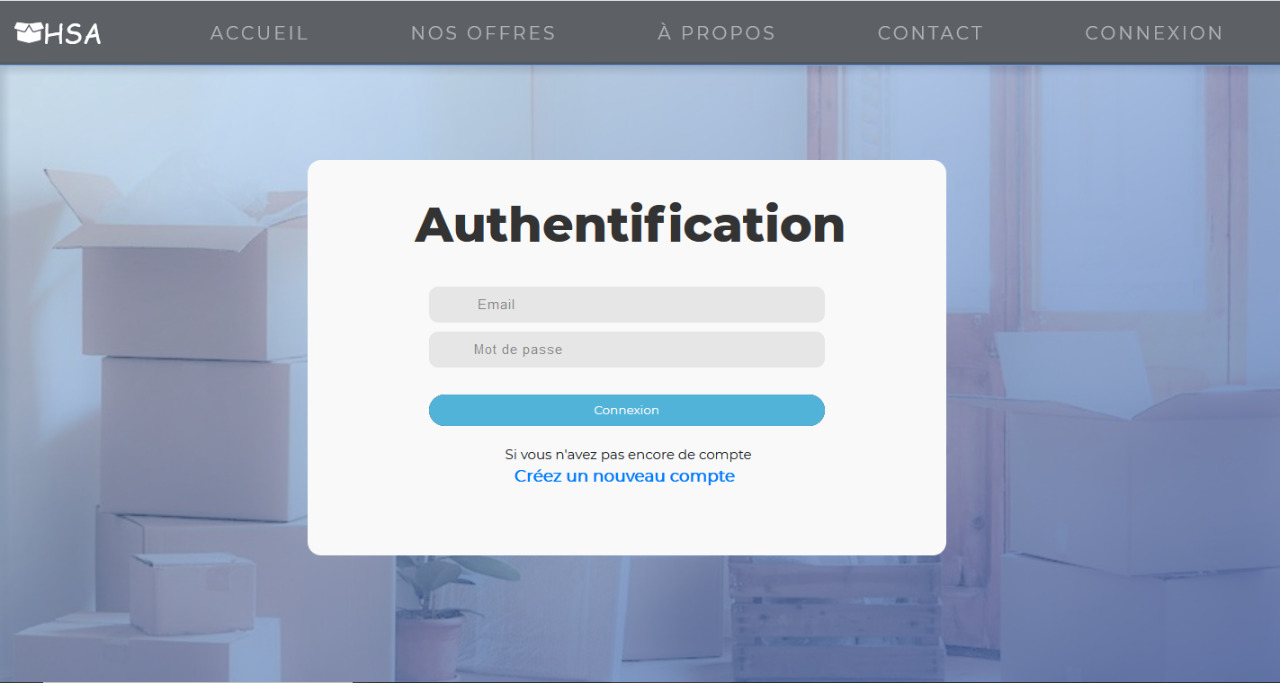 HSA ACCUEIL NOS OFFRES À PROPOS CONTACT CONNEXION
Authentification
Email
Mot de passe
Connexion
Si vous n'avez pas encore de compte
Créez un nouveau compte